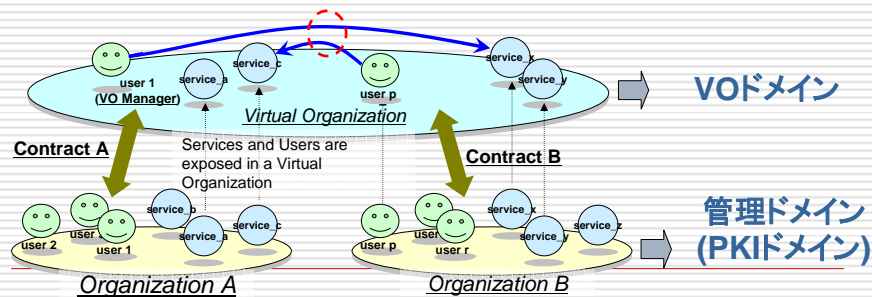 service_c
service_x
user 1
(VO Manager)
service_a
user p
service_y
VOドメイン
Virtual Organization
Contract A
Services and Users are
exposed in a Virtual
Organization
Contract B
service_b
service_x
user 2
user
user 1
service_a
service_c
user p
user
user r
service_y
service_z
管理ドメイン
(PKIドメイン)
Organization A
Organization B